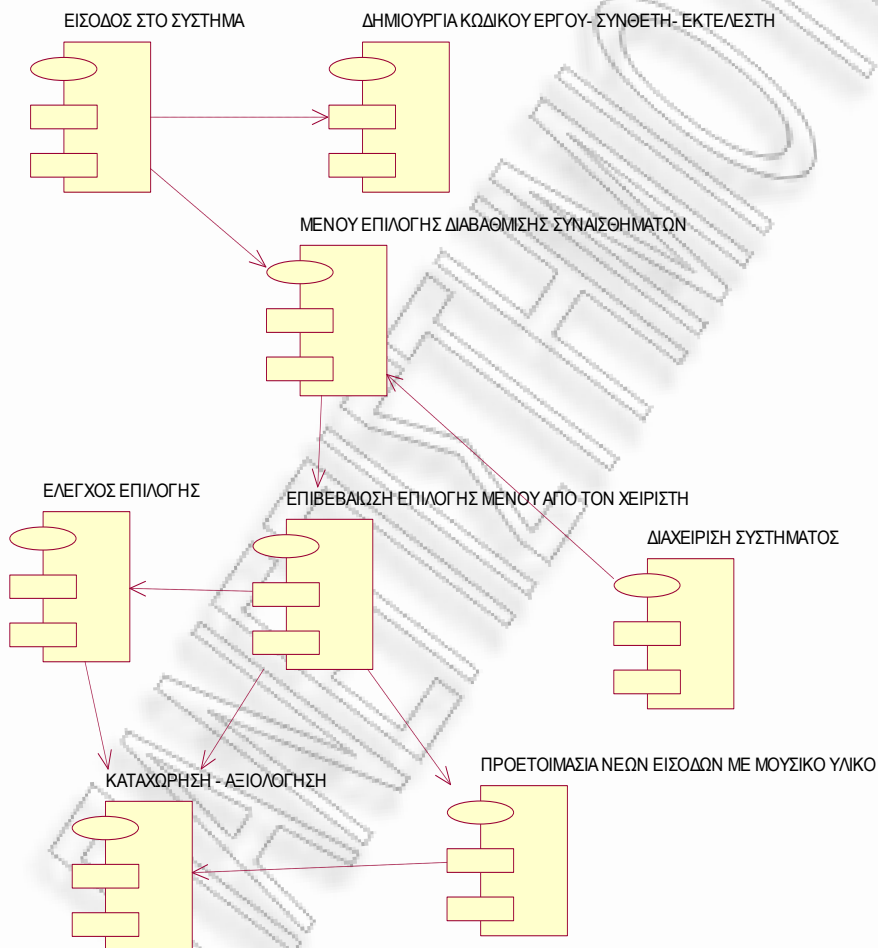 ΕΙΣΟΔΟΣ ΣΤΟ ΣΥΣΤΗΜΑ
ΔΗΜΙΟΥΡΓΙΑ ΚΩΔΙΚΟΥ ΕΡΓΟΥ- ΣΥΝΘΕΤΗ- ΕΚΤΕΛΕΣΤΗ
ΜΕΝΟΥ ΕΠΙΛΟΓΗΣ ΔΙΑΒΑΘΜΙΣΗΣ ΣΥΝΑΙΣΘΗΜΑΤΩΝ
ΕΛΕΓΧΟΣ ΕΠΙΛΟΓΗΣ
ΕΠΙΒΕΒΑΙΩΣΗ ΕΠΙΛΟΓΗΣ ΜΕΝΟΥ ΑΠΟ ΤΟΝ ΧΕΙΡΙΣΤΗ
ΔΙΑΧΕΙΡΙΣΗ ΣΥΣΤΗΜΑΤΟΣ
ΠΡΟΕΤΟΙΜΑΣΙΑ ΝΕΩΝ ΕΙΣΟΔΩΝ ΜΕ ΜΟΥΣΙΚΟ ΥΛΙΚΟ
ΚΑΤΑΧΩΡΗΣΗ - ΑΞΙΟΛΟΓΗΣΗ